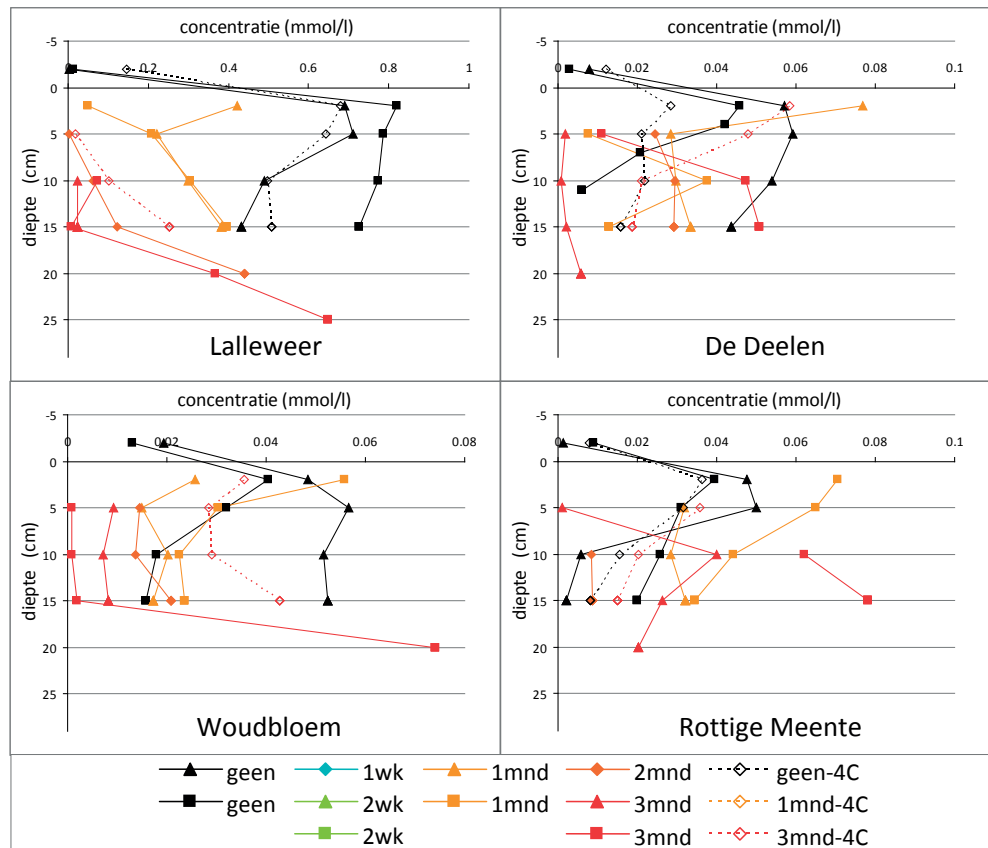 concentratie (mmol/l)
0 0.2 0.4 0.6 0.8 1
-5
0
5
10
15
20
25
diepte (cm)
Lalleweer
concentratie (mmol/l)
0 0.02 0.04 0.06 0.08 0.1
-5
0
5
10
15
20
25
diepte (cm)
De Deelen
concentratie (mmol/l)
0 0.02 0.04 0.06 0.08
-5
0
5
10
15
20
25
diepte (cm)
Woudbloem
concentratie (mmol/l)
0 0.02 0.04 0.06 0.08 0.1
-5
0
5
10
15
20
25
diepte (cm)
Rottige Meente
geen 1wk 1mnd 2mnd geen-4C
geen 2wk 1mnd 3mnd 1mnd-4C
2wk 3mnd 3mnd-4C